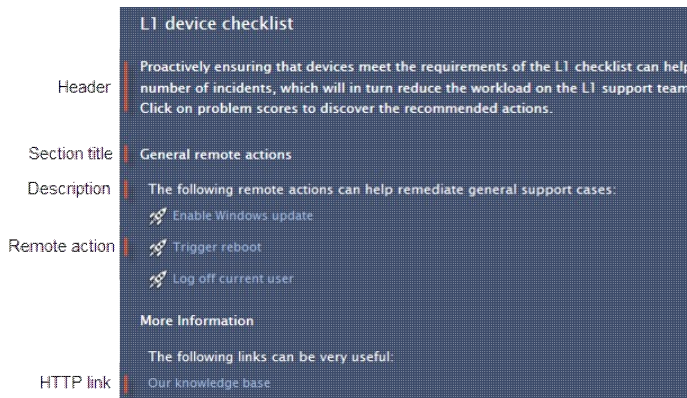 L1 device checklist
Header
Proactively ensuring that devices meet the requirements of the L1 checklist can help
number of incidents, which will in turn reduce the workload on the L1 support team
Click on problem scores to discover the recommended actions.
Section title
General remote actions
Description
The following remote actions can help remediate general support cases:
Enable Windows update
Remote action
Trigger reboot
Log off current user
More Information
The following links can be very useful:
HTTP link
Our knowledge base